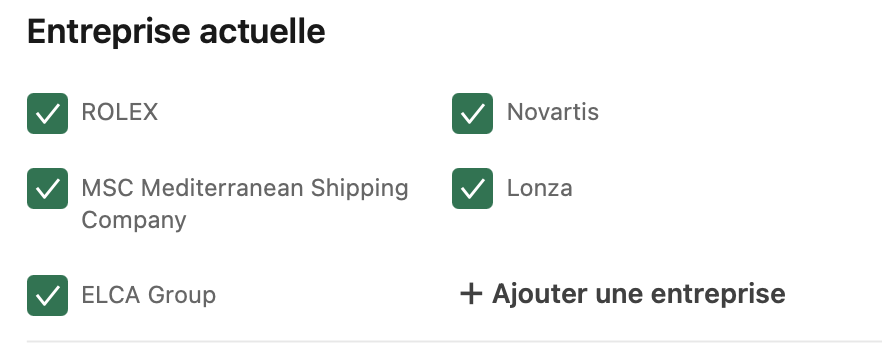 Entreprise actuelle
ROLEX
Novartis
MSC Mediterranean Shipping
Company
Lonza
ELCA Group
+ Ajouter une entreprise